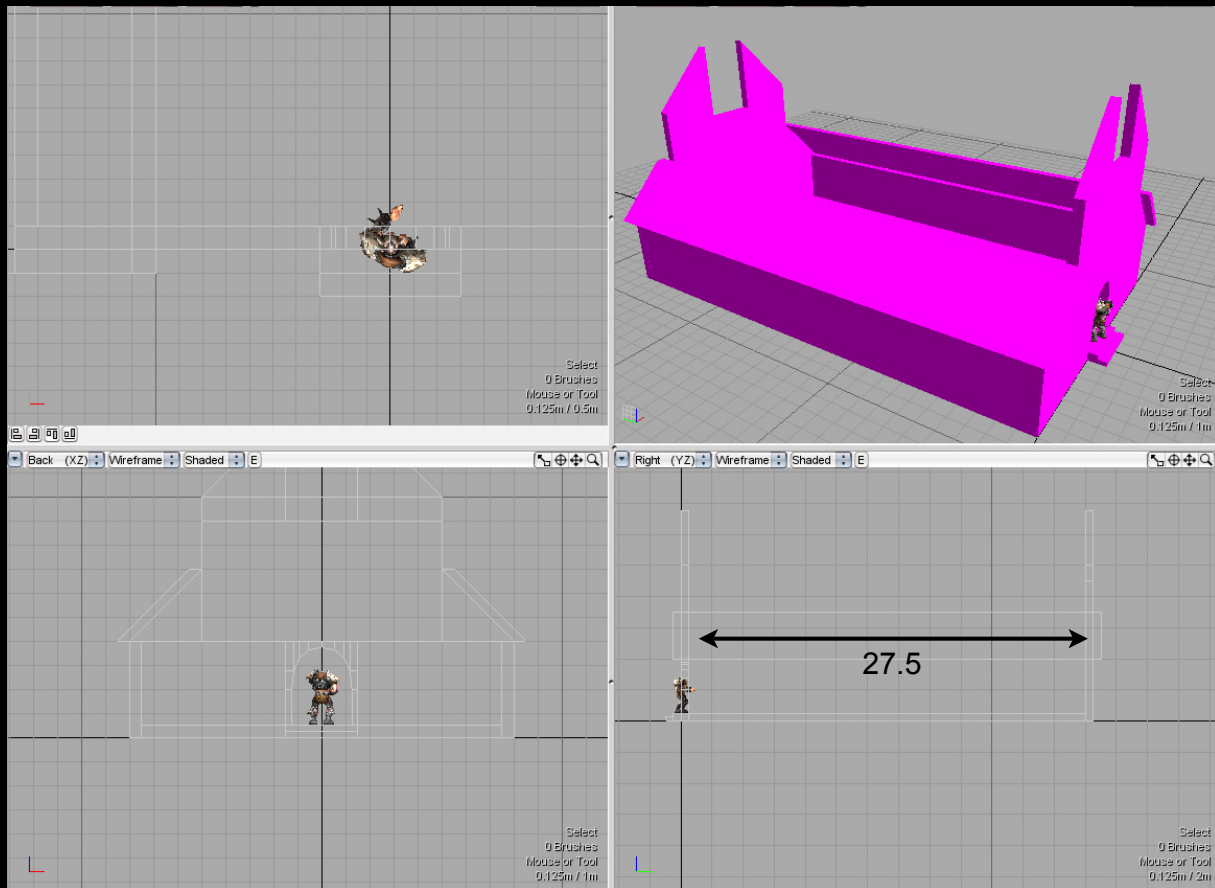 Select
0 Brushes
Mouse or Tool
0.125m / 0.5m
Select
0 Brushes
Mouse or Tool
0.125m / 1m
Back (XZ) Wireframe Shaded E
Right (YZ) Wireframe Shaded E
27.5
Select
0 Brushes
Mouse or Tool
0.125m / 1m
Select
0 Brushes
Mouse or Tool
0.125m / 2m